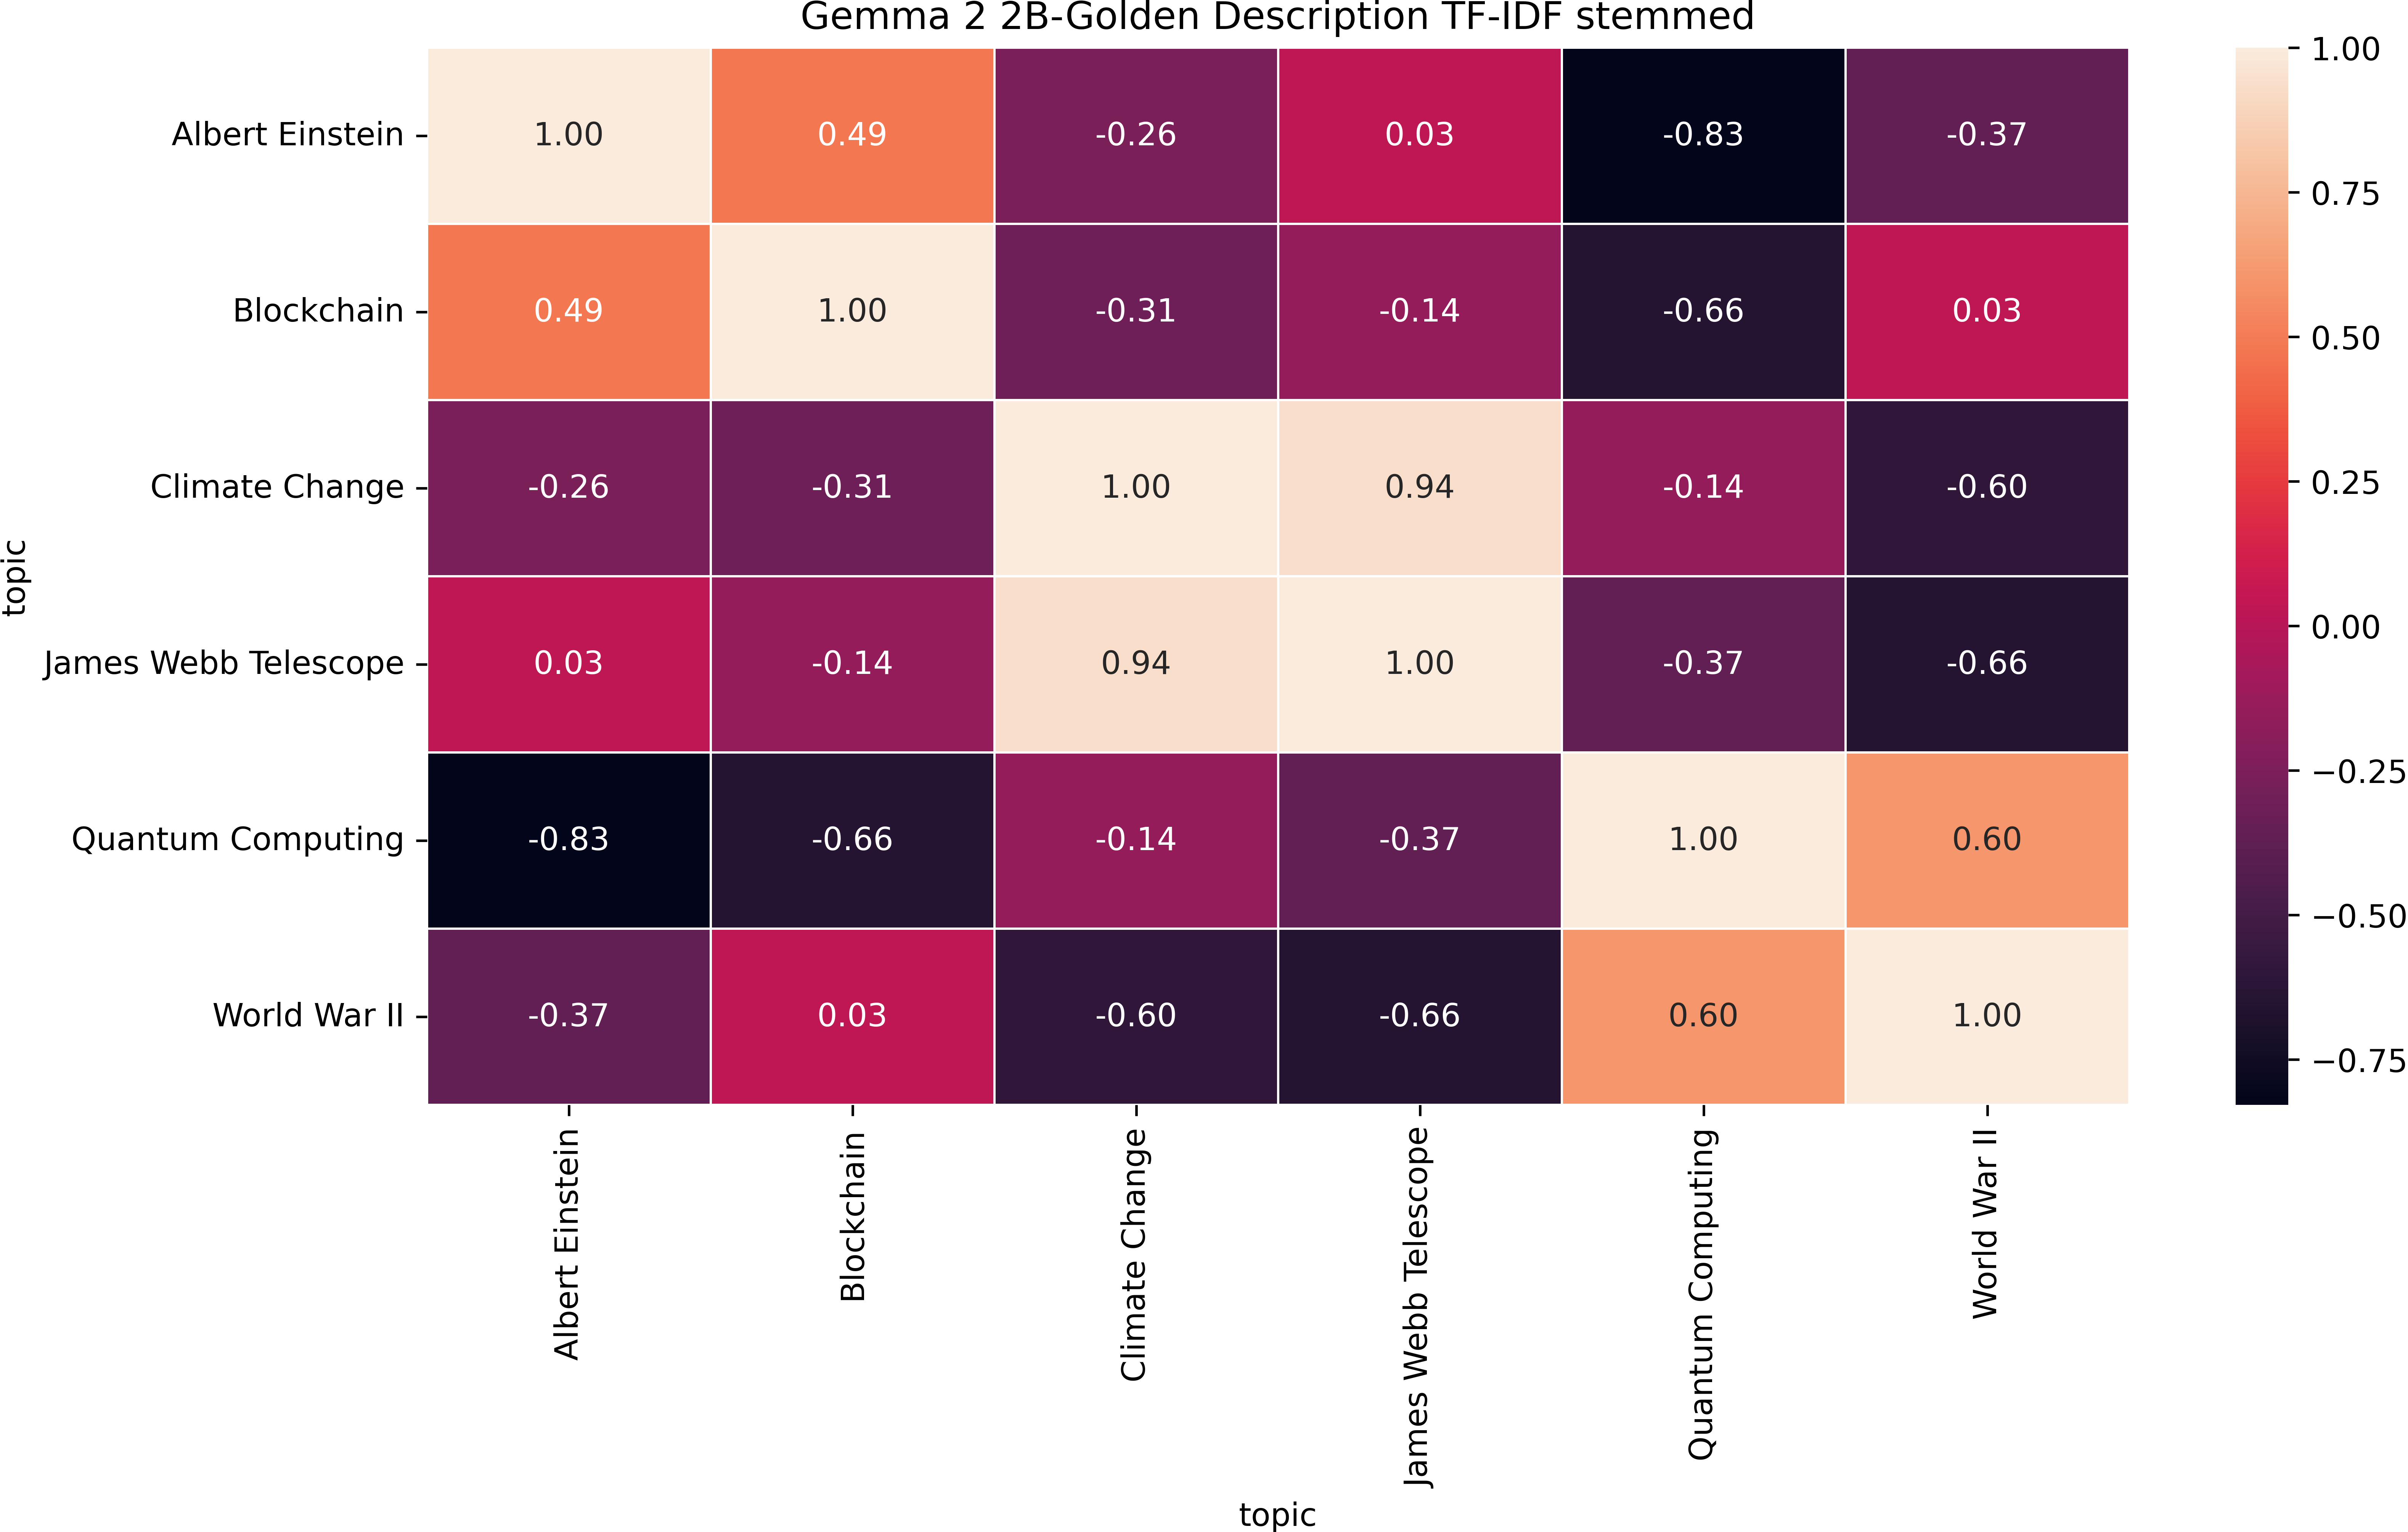 Gemma 2 2B-Golden Description TF-IDF stemmed
Albert Einstein 1.00 0.49 -0.26 0.03 -0.83 -0.37
Blockchain 0.49 1.00 -0.31 -0.14 -0.66 0.03
Climate Change -0.26 -0.31 1.00 0.94 -0.14 -0.60
James Webb Telescope 0.03 -0.14 0.94 1.00 -0.37 -0.66
Quantum Computing -0.83 -0.66 -0.14 -0.37 1.00 0.60
World War II -0.37 0.03 -0.60 -0.66 0.60 1.00
topic
Albert Einstein
Blockchain
Climate Change
James Webb Telescope
Quantum Computing
World War II
topic
1.00
0.75
0.50
0.25
0.00
−0.25
−0.50
−0.75